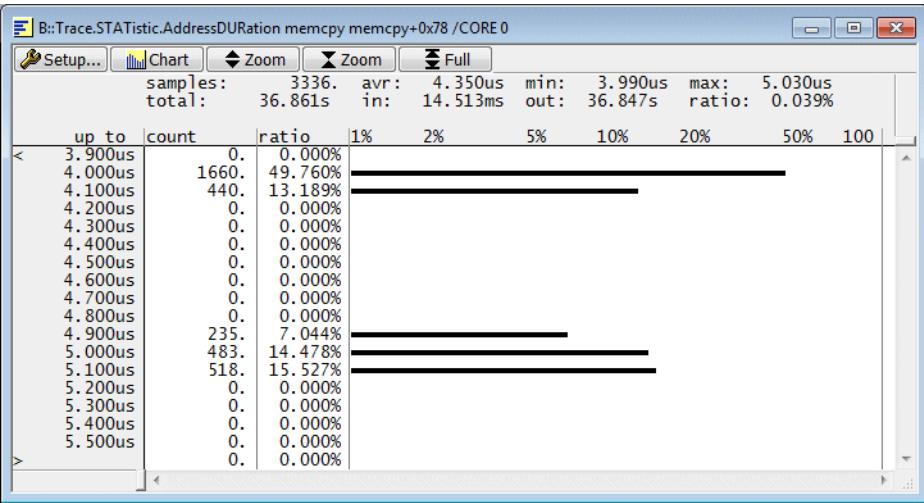 B::Trace.STATistic.AddressDURation memcpy memcpy+0x78 /CORE 0
Setup... Chart Zoom Zoom Full
samples: 3336. avr: 4.350us min: 3.990us max: 5.030us
total: 36.861s in: 14.513ms out: 36.847s ratio: 0.039%
up to count ratio 1% 2% 5% 10% 20% 50% 100
< 3.900us 0. 0.000%
4.000us 1660. 49.760%
4.100us 440. 13.189%
4.200us 0. 0.000%
4.300us 0. 0.000%
4.400us 0. 0.000%
4.500us 0. 0.000%
4.600us 0. 0.000%
4.700us 0. 0.000%
4.800us 0. 0.000%
4.900us 235. 7.044%
5.000us 483. 14.478%
5.100us 518. 15.527%
5.200us 0. 0.000%
5.300us 0. 0.000%
5.400us 0. 0.000%
5.500us 0. 0.000%
> 0. 0.000%